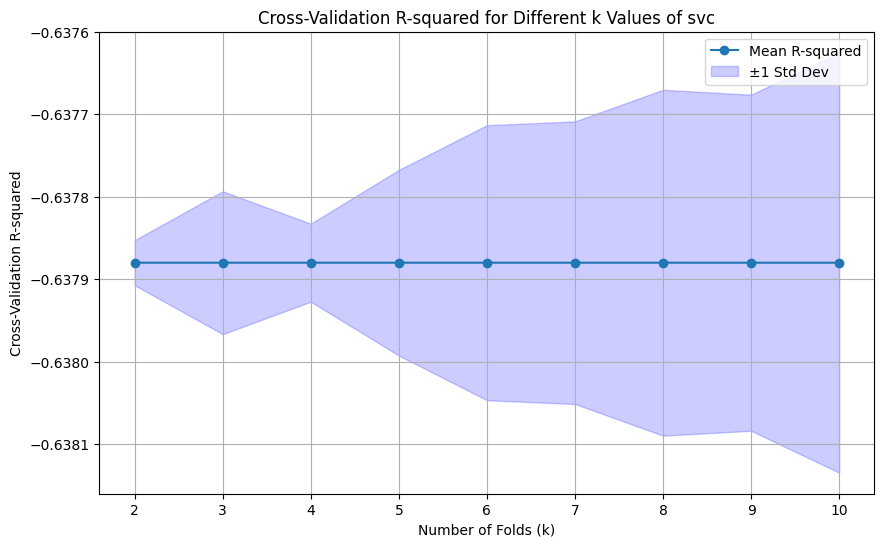 Cross-Validation R-squared for Different k Values of svc
Mean R-squared
±1 Std Dev
Cross-Validation R-squared
−0.6376
−0.6377
−0.6378
−0.6379
−0.6380
−0.6381
2 3 4 5 6 7 8 9 10
Number of Folds (k)